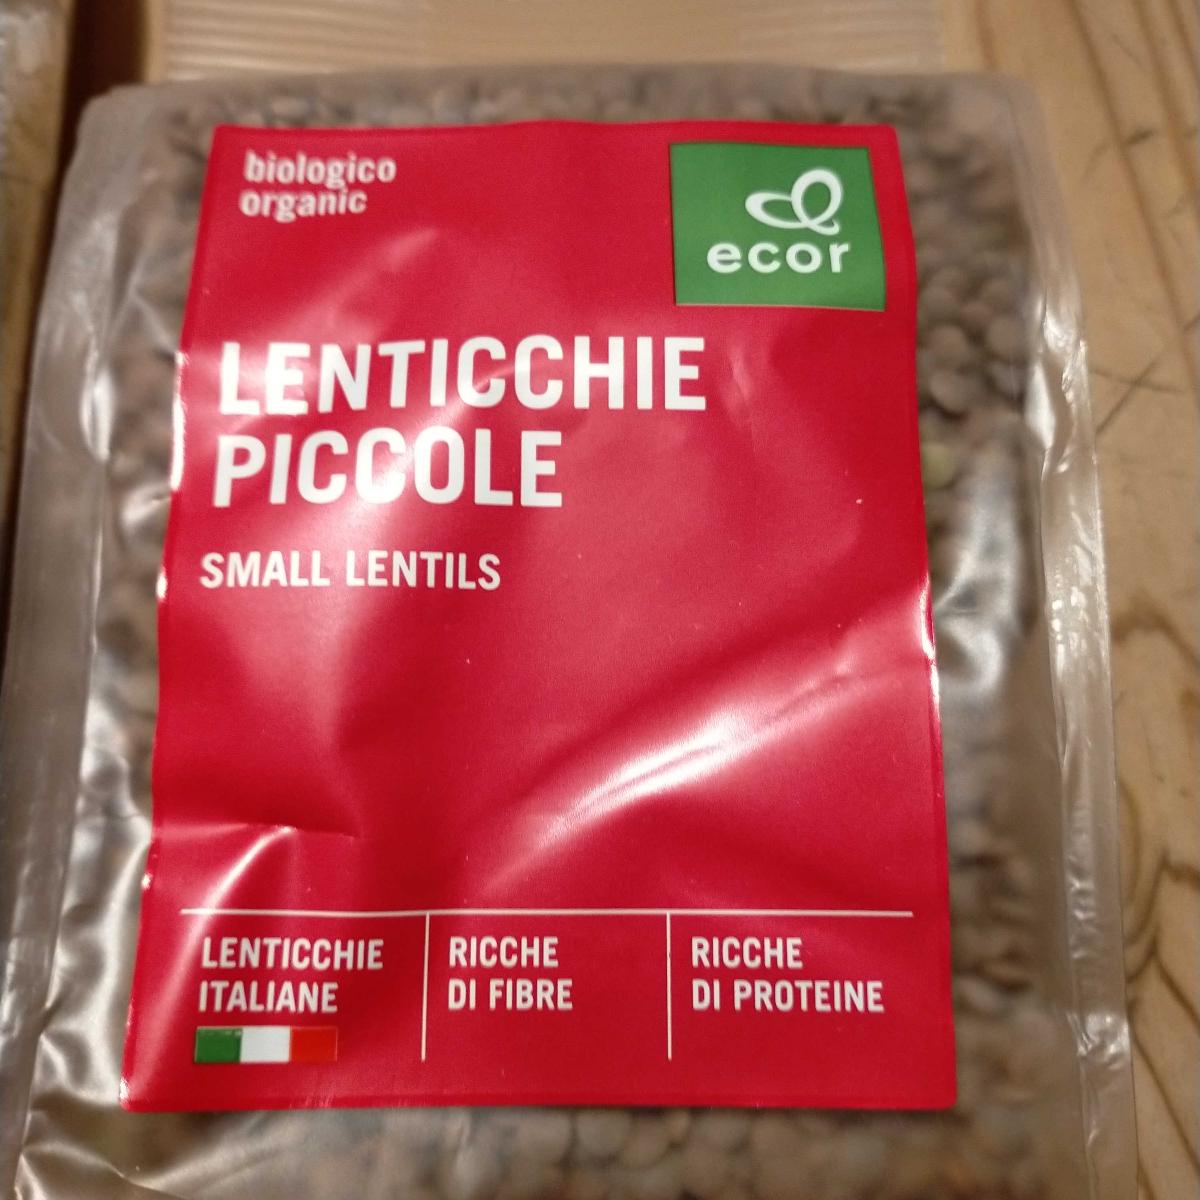 biologico
organic
ecor
LENTICCHIE
PICCOLE
SMALL LENTILS
LENTICCHIE
ITALIANE
RICCHE
DI FIBRE
RICCHE
DI PROTEINE